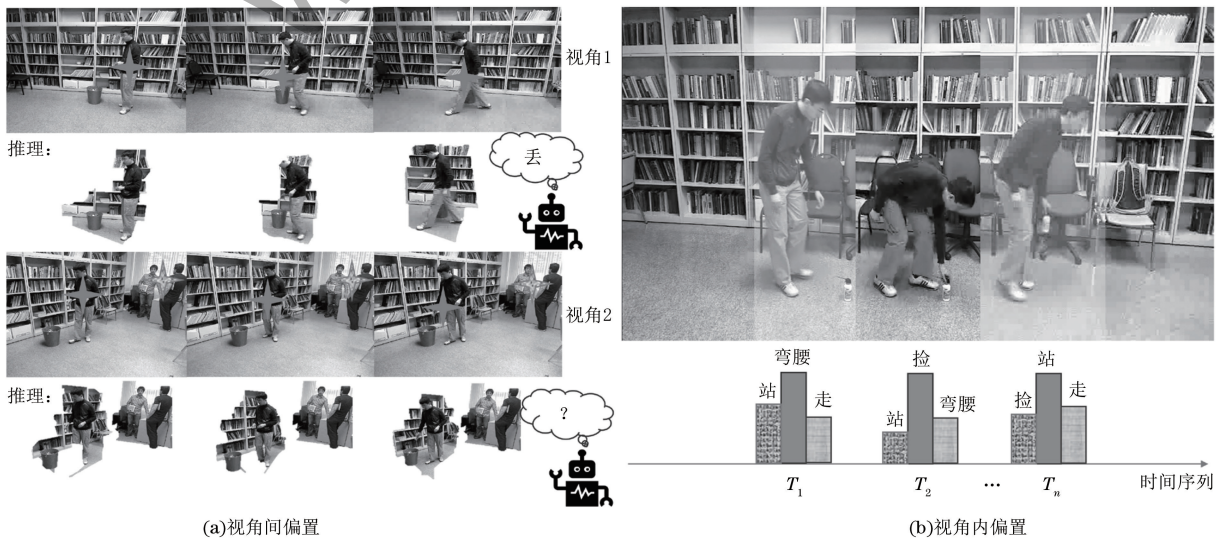 视角1
推理：
丢
视角2
推理：
?
(a)视角间偏置
站 弯腰 走
站 捡 弯腰
捡 站 走
T1 T2 … Tn 时间序列
(b)视角内偏置